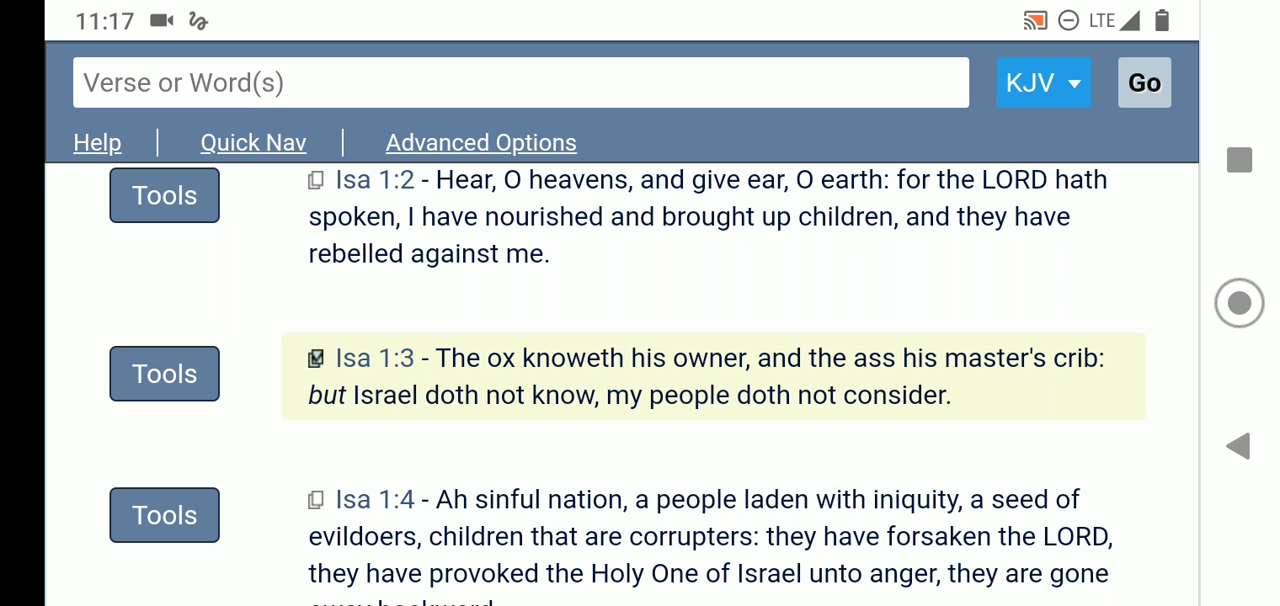 11:17
LTE
Verse or Word(s)
KJV
Go
Help | Quick Nav | Advanced Options
Tools
Isa 1:2 - Hear, O heavens, and give ear, O earth: for the LORD hath
spoken, I have nourished and brought up children, and they have
rebelled against me.
Tools
Isa 1:3 - The ox knoweth his owner, and the ass his master's crib:
but Israel doth not know, my people doth not consider.
Tools
Isa 1:4 - Ah sinful nation, a people laden with iniquity, a seed of
evildoers, children that are corrupters: they have forsaken the LORD,
they have provoked the Holy One of Israel unto anger, they are gone